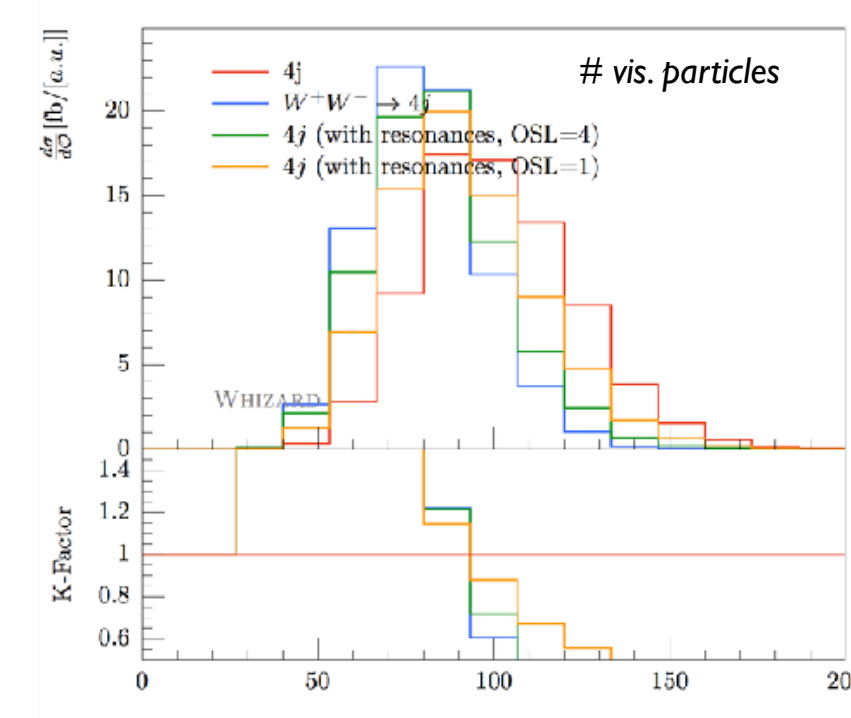 # vis. particles
dσ/dO [fb/[a.u.]]
4j
W⁺W⁻ → 4j
4j (with resonances, OSL=4)
4j (with resonances, OSL=1)
20
15
10
5
0
WHIZARD
K-Factor
1.4
1.2
1
0.8
0.6
0 50 100 150 20